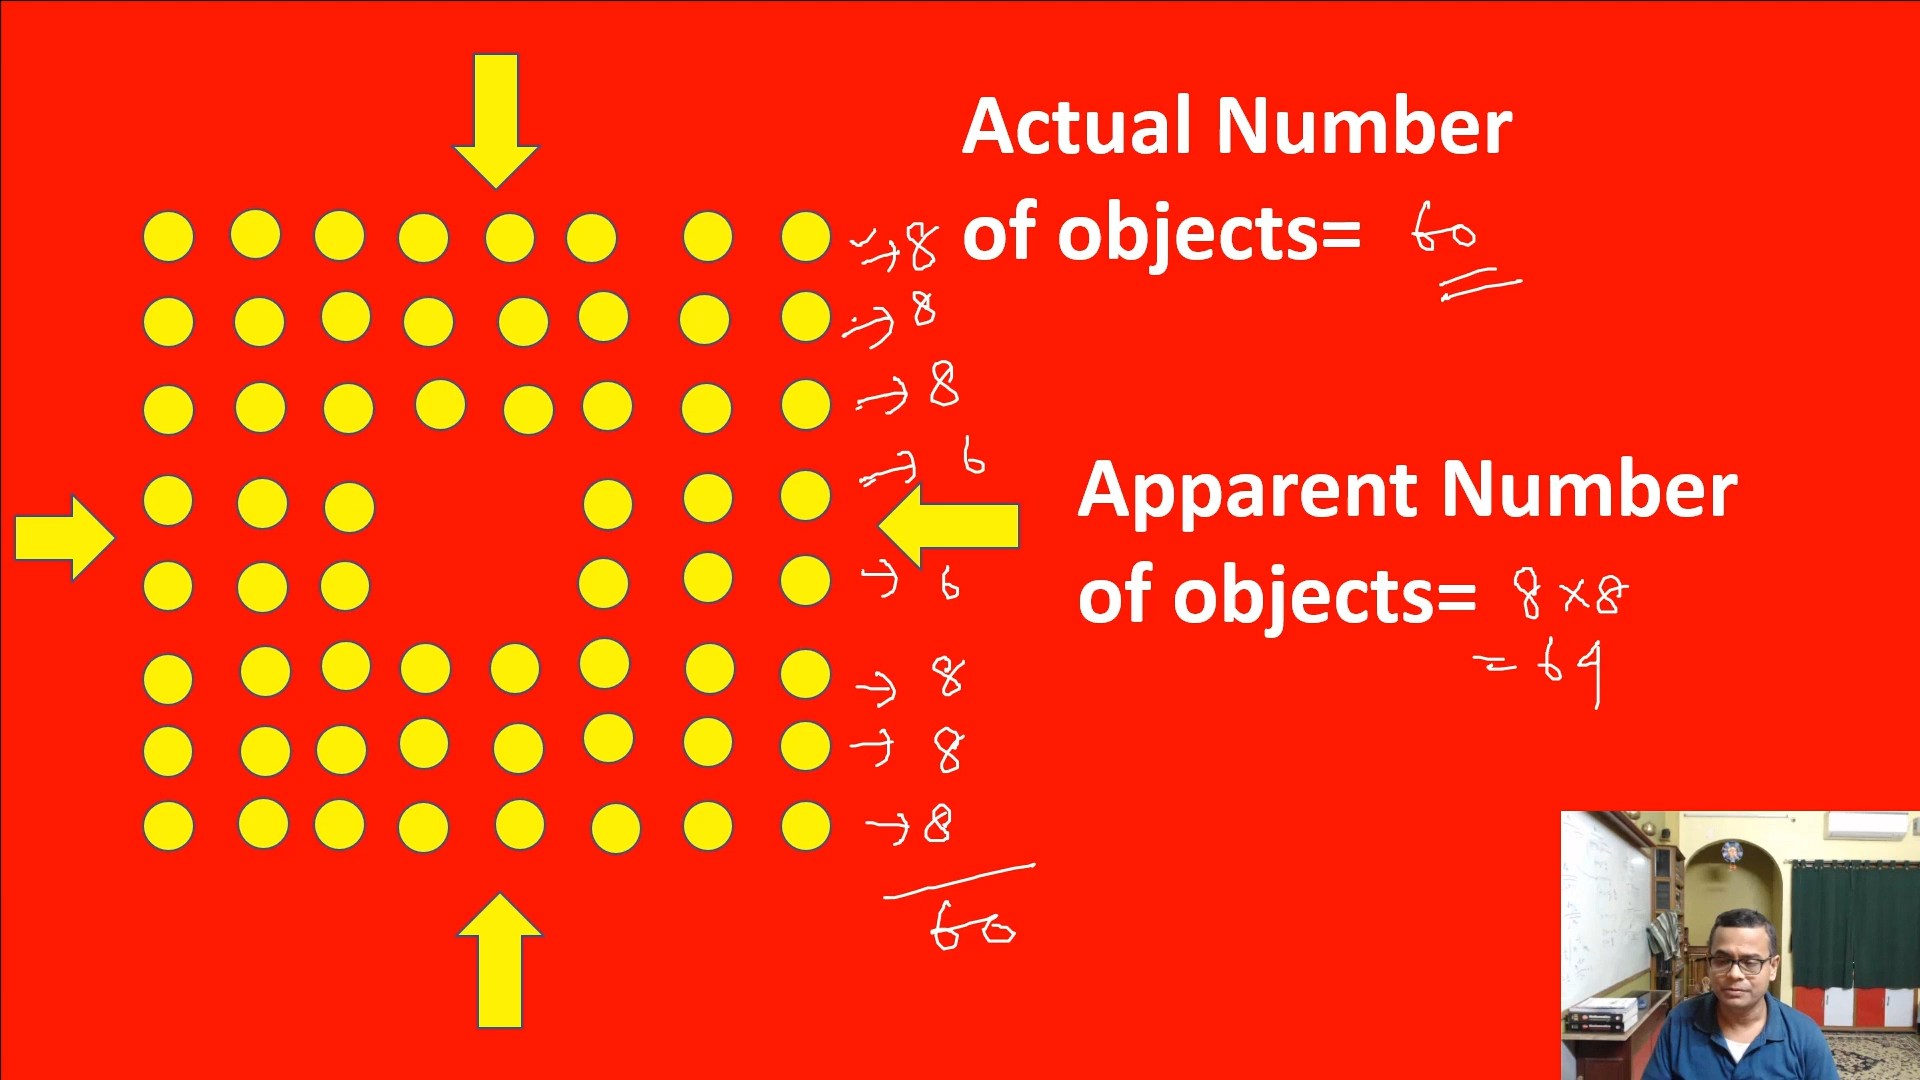 Actual Number
of objects= 60
→ 8
→ 8
→ 8
→ 6
→ 6
→ 8
→ 8
→ 8
60
Apparent Number
of objects= 8 × 8
= 64